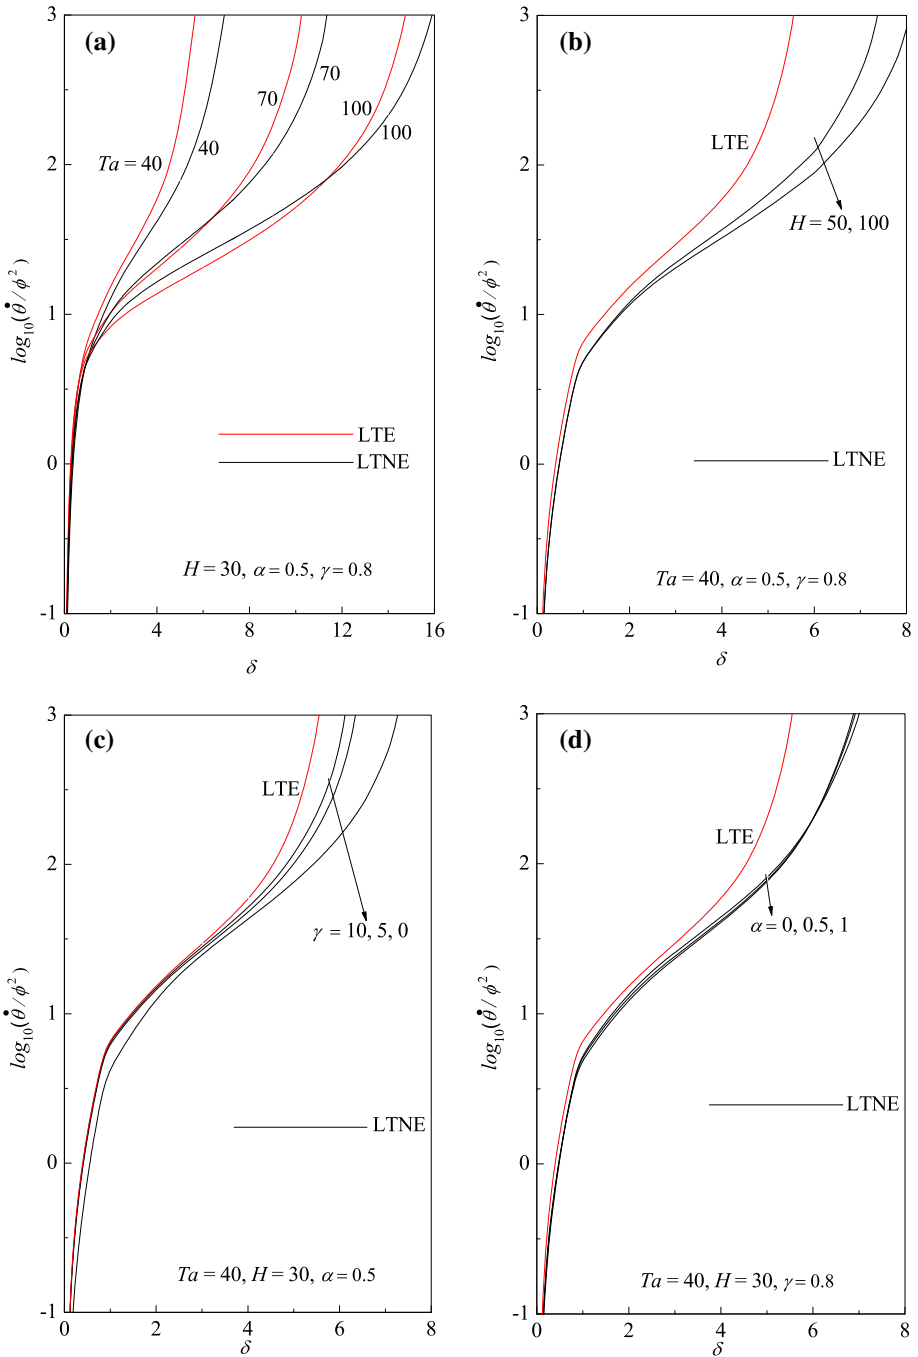 (a)
3
2
1
0
-1
0 4 8 12 16
log₁₀(θ̇/ϕ²)
δ
Ta = 40
40
70
70
100
100
LTE
LTNE
H = 30, α = 0.5, γ = 0.8
(b)
3
2
1
0
-1
0 2 4 6 8
log₁₀(θ̇/ϕ²)
δ
LTE
H = 50, 100
LTNE
Ta = 40, α = 0.5, γ = 0.8
(c)
3
2
1
0
-1
0 2 4 6 8
log₁₀(θ̇/ϕ²)
δ
LTE
γ = 10, 5, 0
LTNE
Ta = 40, H = 30, α = 0.5
(d)
3
2
1
0
-1
0 2 4 6 8
log₁₀(θ̇/ϕ²)
δ
LTE
α = 0, 0.5, 1
LTNE
Ta = 40, H = 30, γ = 0.8